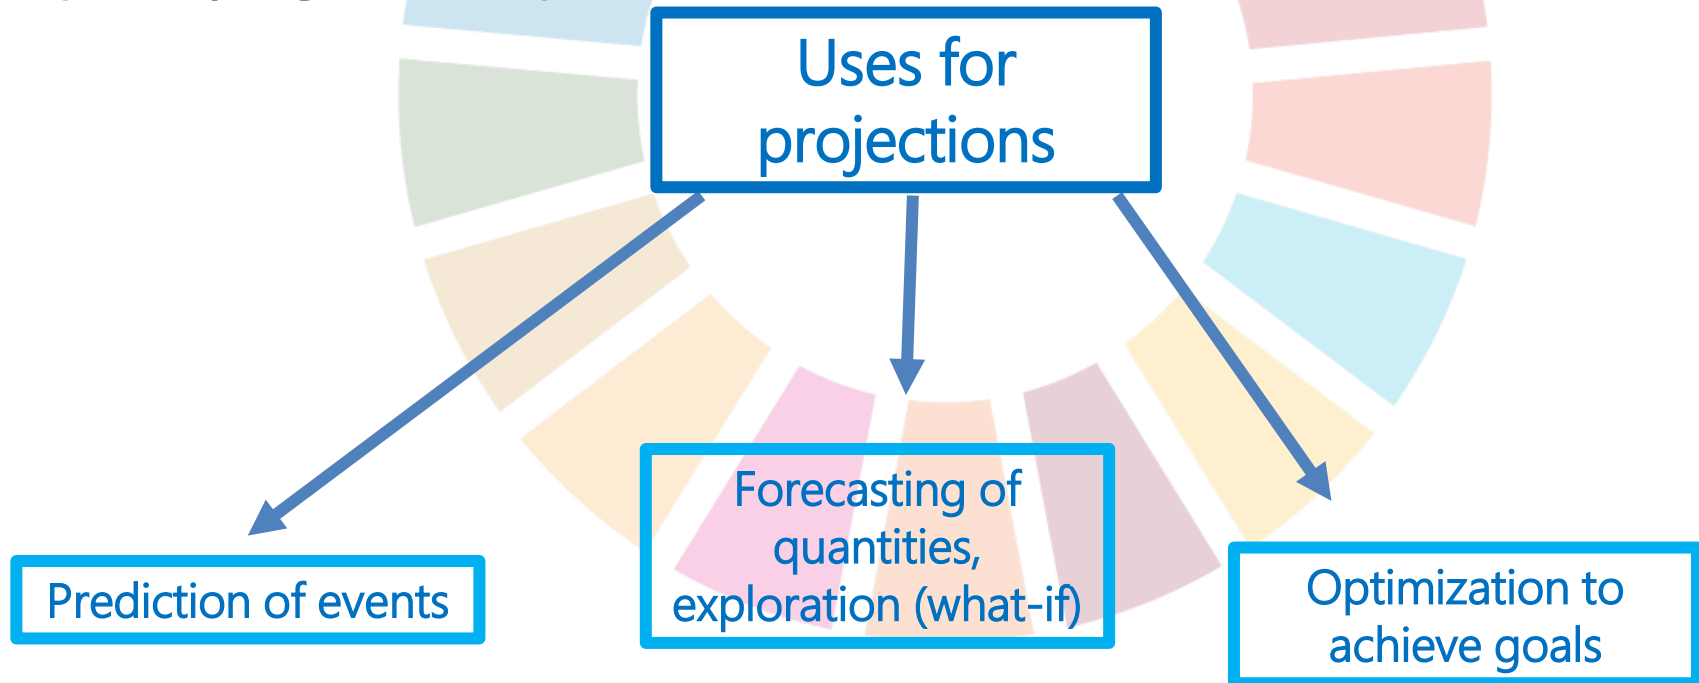 Uses for
projections
Prediction of events
Forecasting of
quantities,
exploration (what-if)
Optimization to
achieve goals